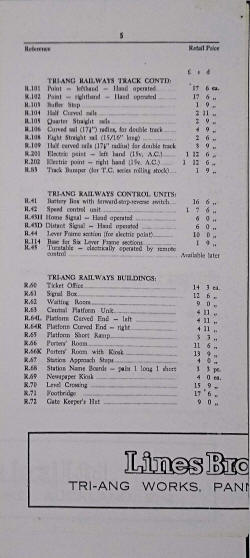 5
Reference Retail Price
£ s d
TRI-ANG RAILWAYS TRACK CONTD:
R.101 Point – lefthand – Hand operated 17 6 ea.
R.102 Point – righthand – Hand operated 17 6 „
R.103 Buffer Stop 1 9 „
R.104 Half Curved rails 2 11 „
R.105 Quarter Straight rails 2 9 „
R.106 Curved rail (17¼") radius, for double track 4 9 „
R.108 Eight Straight rail (15/16" long) 2 6 „
R.109 Half curved rails (17¼") radius) for double track 3 9 „
R.201 Electric point – left hand (15v. A.C.) 1 12 6 „
R.202 Electric point – right hand (15v. A.C.) 1 12 6 „
R.83 Track Bumper (for T.C. series rolling stock) 1 9 „
TRI-ANG RAILWAYS CONTROL UNITS:
R.41 Battery Box with forward-stop-reverse switch 16 6 „
R.42 Speed control unit 1 7 6 „
R.45H Home Signal – Hand operated 6 0 „
R.45D Distant Signal – Hand operated 6 0 „
R.44 Lever Frame section (for electric point) 10 0 „
R.114 Base for Six Lever Frame sections 1 9 „
R.48 Turntable – electrically operated by remote
control Available later
TRI-ANG RAILWAYS BUILDINGS:
R.60 Ticket Office 14 3 ea.
R.61 Signal Box 12 6 „
R.62 Waiting Room 9 0 „
R.63 Central Platform Unit 4 11 „
R.64L Platform Curved End – left 4 11 „
R.64R Platform Curved End – right 4 11 „
R.65 Platform Short Ramp 3 3 „
R.66 Porters' Room 11 6 „
R.66K Porters' Room with Kiosk 13 9 „
R.67 Station Approach Steps 4 0 „
R.68 Station Name Boards – pairs 1 long 1 short 3 3 pr.
R.69 Newspaper Kiosk 4 0 ea.
R.70 Level Crossing 15 9 „
R.71 Footbridge 17 6 „
R.72 Gate Keeper's Hut 9 0 „
Lines Bro
TRI-ANG WORKS, PANN